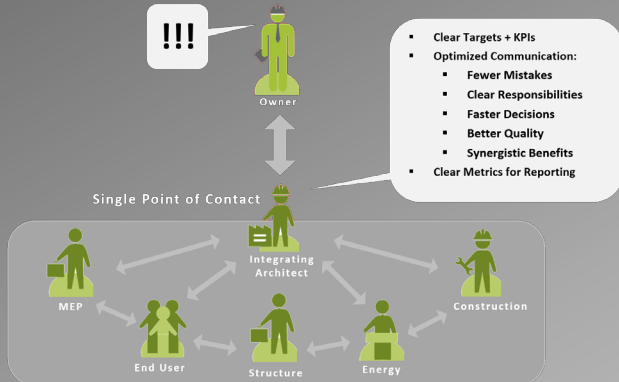 !!!
Owner
▪ Clear Targets + KPIs
▪ Optimized Communication:
▪ Fewer Mistakes
▪ Clear Responsibilities
▪ Faster Decisions
▪ Better Quality
▪ Synergistic Benefits
▪ Clear Metrics for Reporting
Single Point of Contact
Integrating
Architect
MEP
Construction
End User
Structure
Energy